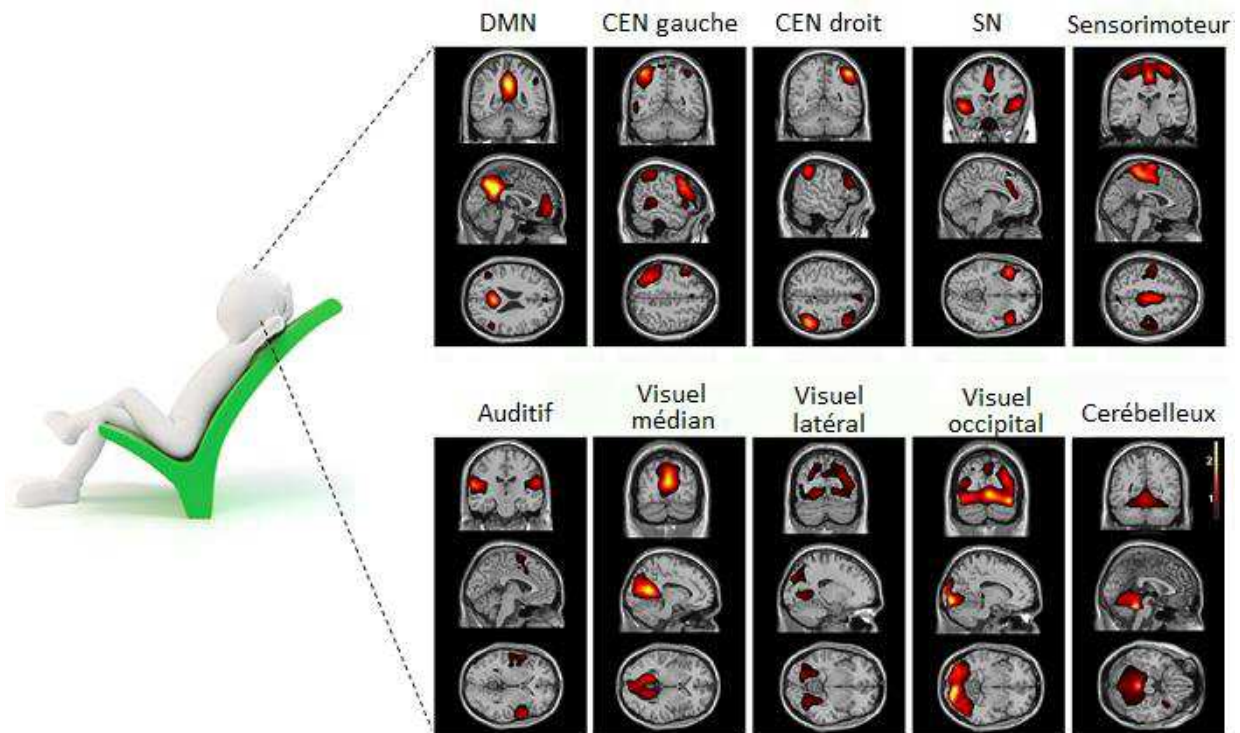 DMN
CEN gauche
CEN droit
SN
Sensorimoteur
Auditif
Visuel
médian
Visuel
latéral
Visuel
occipital
Cerébelleux
2
1